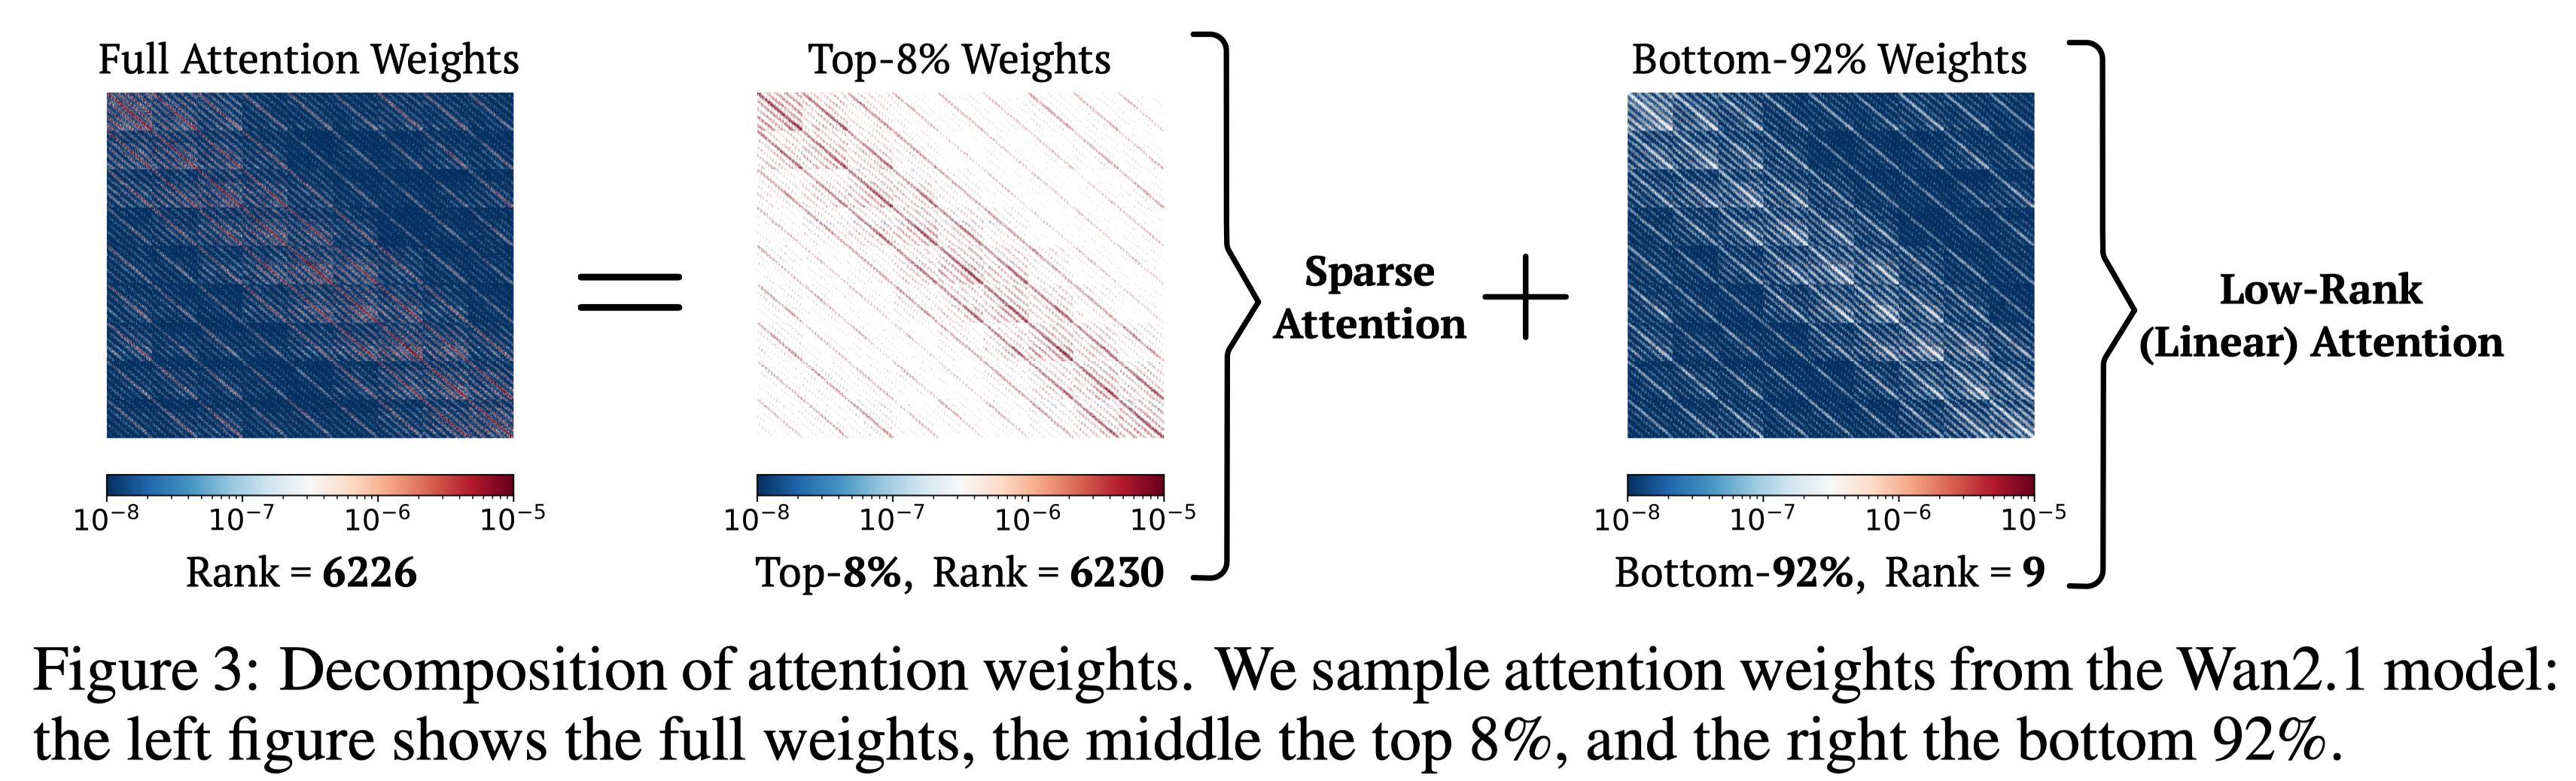 Full Attention Weights
10⁻⁸ 10⁻⁷ 10⁻⁶ 10⁻⁵
Rank = 6226
=
Top-8% Weights
10⁻⁸ 10⁻⁷ 10⁻⁶ 10⁻⁵
Top-8%, Rank = 6230
Sparse
Attention
+
Bottom-92% Weights
10⁻⁸ 10⁻⁷ 10⁻⁶ 10⁻⁵
Bottom-92%, Rank = 9
Low-Rank
(Linear) Attention
Figure 3: Decomposition of attention weights. We sample attention weights from the Wan2.1 model:
the left figure shows the full weights, the middle the top 8%, and the right the bottom 92%.